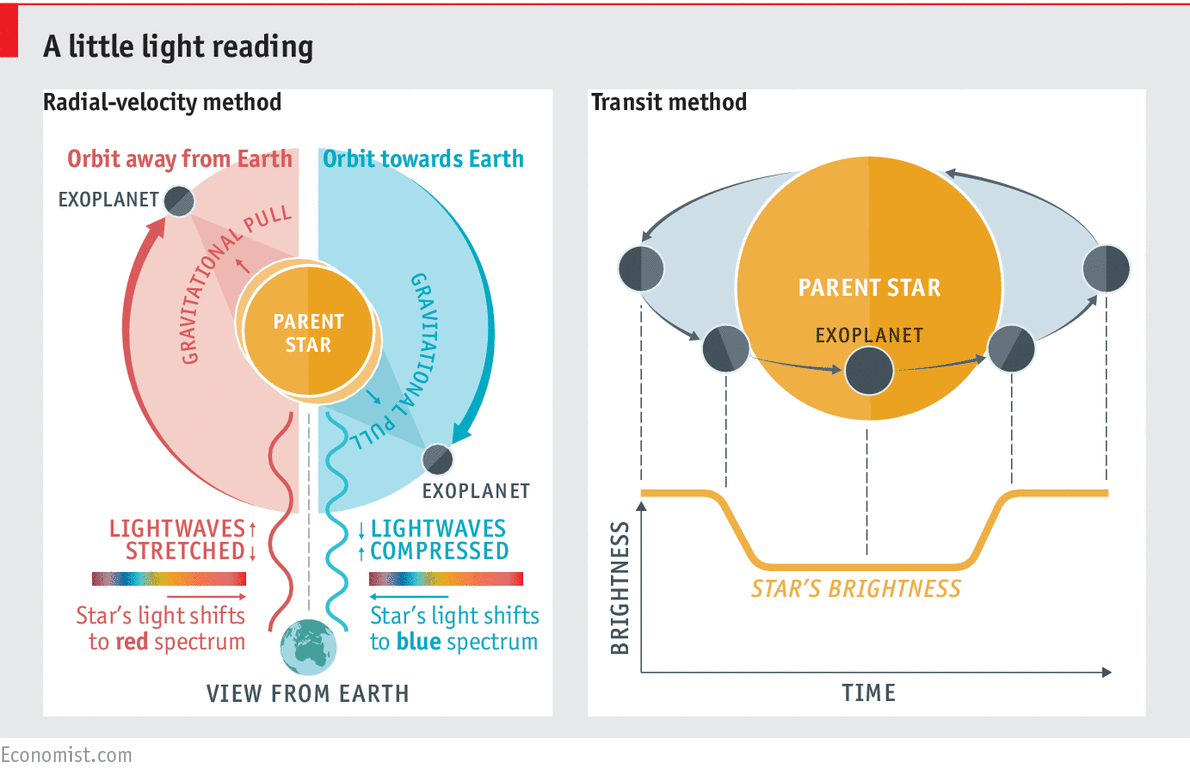 A little light reading
Radial-velocity method
Orbit away from Earth
Orbit towards Earth
EXOPLANET
GRAVITATIONAL PULL
GRAVITATIONAL PULL
PARENT
STAR
EXOPLANET
LIGHTWAVES
STRETCHED
LIGHTWAVES
COMPRESSED
Star's light shifts
to red spectrum
Star's light shifts
to blue spectrum
VIEW FROM EARTH
Transit method
PARENT STAR
EXOPLANET
STAR'S BRIGHTNESS
BRIGHTNESS
TIME
Economist.com